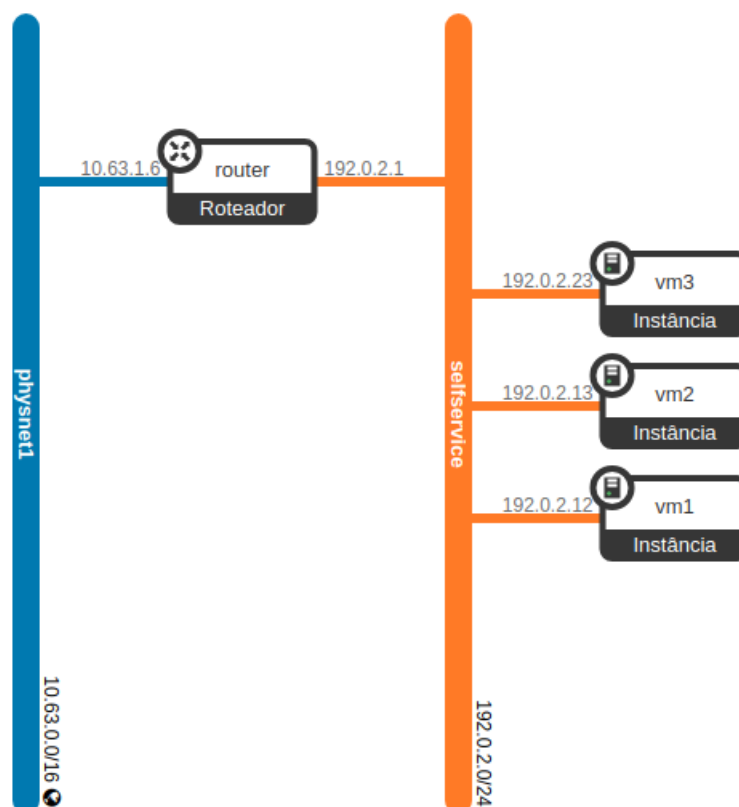 10.63.1.6
router
Roteador
192.0.2.1
192.0.2.23
vm3
Instância
physnet1
selfservice
192.0.2.13
vm2
Instância
192.0.2.12
vm1
Instância
10.63.0.0/16
192.0.2.0/24